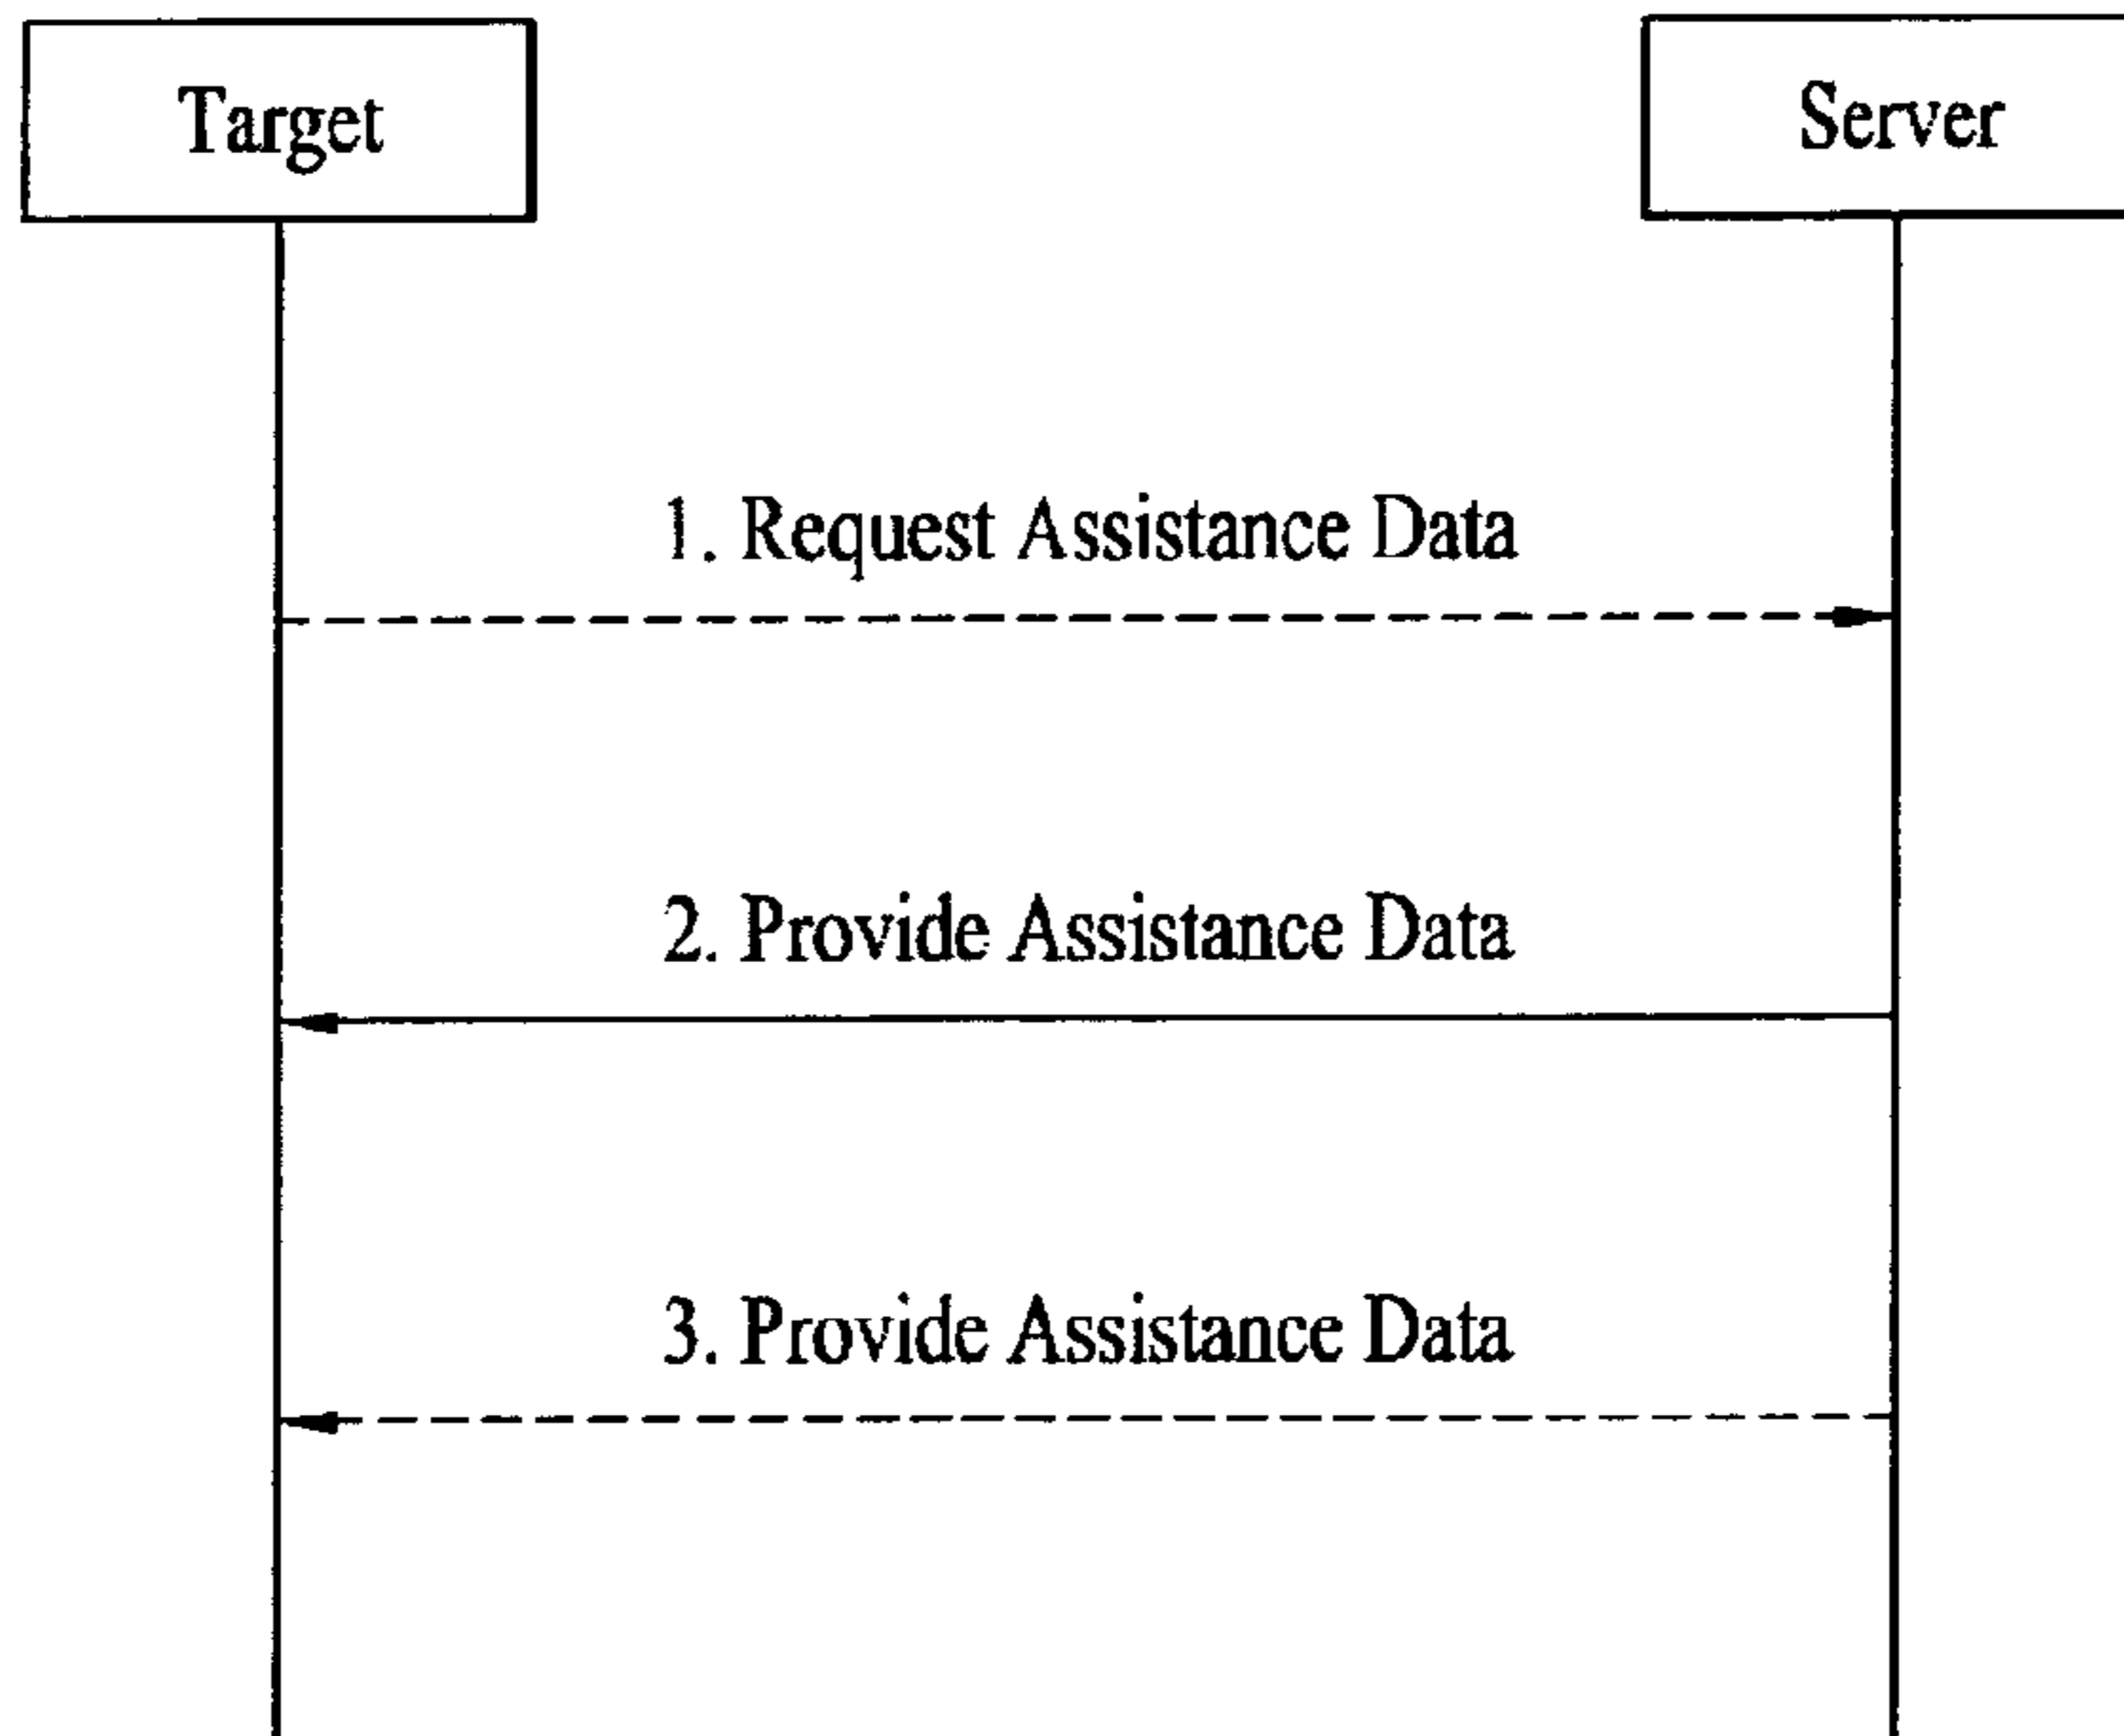 Target
Server
1. Request Assistance Data
2. Provide Assistance Data
3. Provide Assistance Data